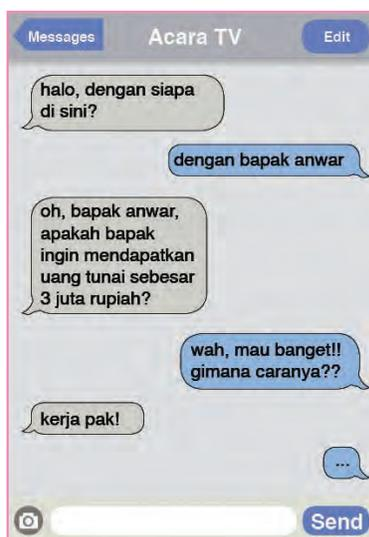 Messages
Acara TV
Edit
halo, dengan siapa
di sini?
dengan bapak anwar
oh, bapak anwar,
apakah bapak
ingin mendapatkan
uang tunai sebesar
3 juta rupiah?
wah, mau banget!!
gimana caranya??
kerja pak!
...
Send